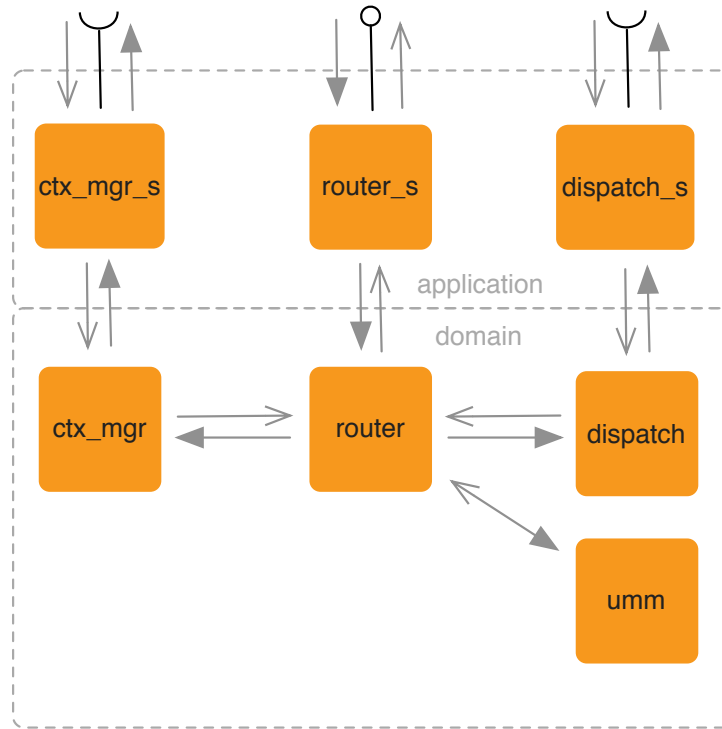 ctx_mgr_s
router_s
dispatch_s
application
domain
ctx_mgr
router
dispatch
umm